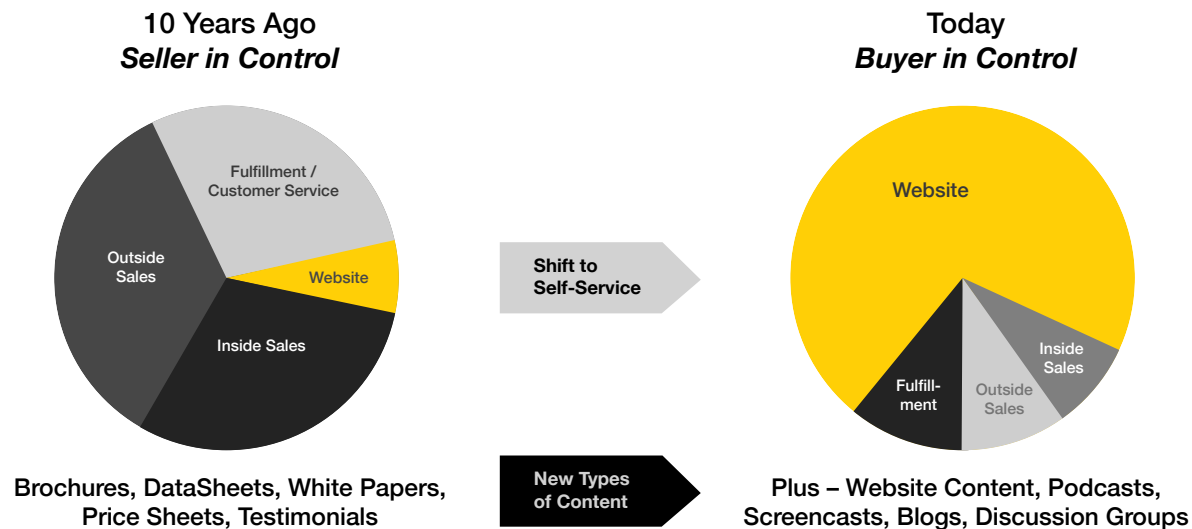 10 Years Ago
Seller in Control
Fulfillment /
Customer Service
Outside
Sales
Website
Inside Sales
Brochures, DataSheets, White Papers,
Price Sheets, Testimonials
Shift to
Self-Service
New Types
of Content
Today
Buyer in Control
Website
Inside
Sales
Outside
Sales
Fulfill-
ment
Plus – Website Content, Podcasts,
Screencasts, Blogs, Discussion Groups